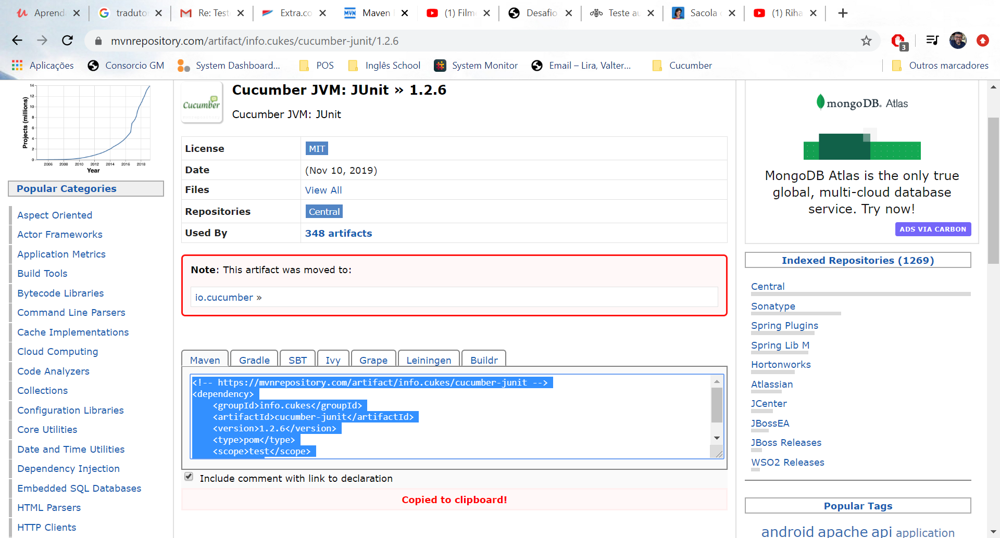 Aprend
tradutor
Re: Test
Extra.co
Maven
(1) Film
Desafio
Teste au
Sacola
(1) Riha
mvnrepository.com/artifact/info.cukes/cucumber-junit/1.2.6
3
Aplicações
Consorcio GM
System Dashboard...
POS
Inglês School
System Monitor
Email – Lira, Valter...
Cucumber
Outros marcadores
Projects (millions)
14
12
10
8
6
4
2
0
2006 2008 2010 2012 2014 2016 2018
Year
Popular Categories
Aspect Oriented
Actor Frameworks
Application Metrics
Build Tools
Bytecode Libraries
Command Line Parsers
Cache Implementations
Cloud Computing
Code Analyzers
Collections
Configuration Libraries
Core Utilities
Date and Time Utilities
Dependency Injection
Embedded SQL Databases
HTML Parsers
HTTP Clients
Cucumber
Cucumber JVM: JUnit » 1.2.6
Cucumber JVM: JUnit
License MIT
Date (Nov 10, 2019)
Files View All
Repositories Central
Used By 348 artifacts
Note: This artifact was moved to:
io.cucumber »
Maven Gradle SBT Ivy Grape Leiningen Buildr
<!-- https://mvnrepository.com/artifact/info.cukes/cucumber-junit -->
<dependency>
<groupId>info.cukes</groupId>
<artifactId>cucumber-junit</artifactId>
<version>1.2.6</version>
<type>pom</type>
<scope>test</scope>
Include comment with link to declaration
Copied to clipboard!
mongoDB. Atlas
MongoDB Atlas is the only true
global, multi-cloud database
service. Try now!
ADS VIA CARBON
Indexed Repositories (1269)
Central
Sonatype
Spring Plugins
Spring Lib M
Hortonworks
Atlassian
JCenter
JBossEA
JBoss Releases
WSO2 Releases
Popular Tags
android apache api application